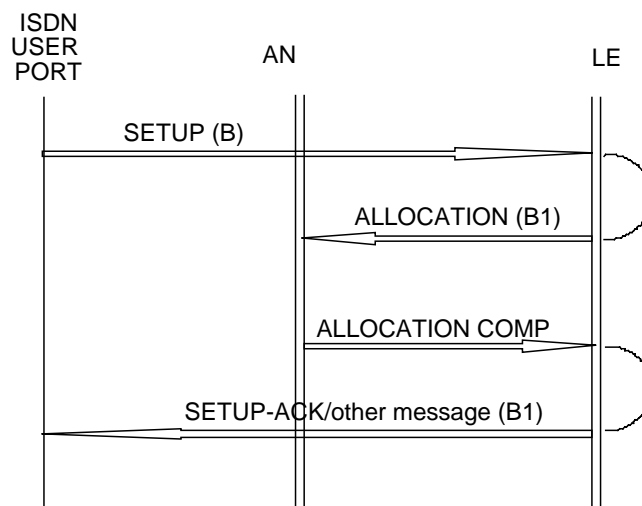 ISDN
USER
PORT
AN
LE
SETUP (B)
ALLOCATION (B1)
ALLOCATION COMP
SETUP-ACK/other message (B1)